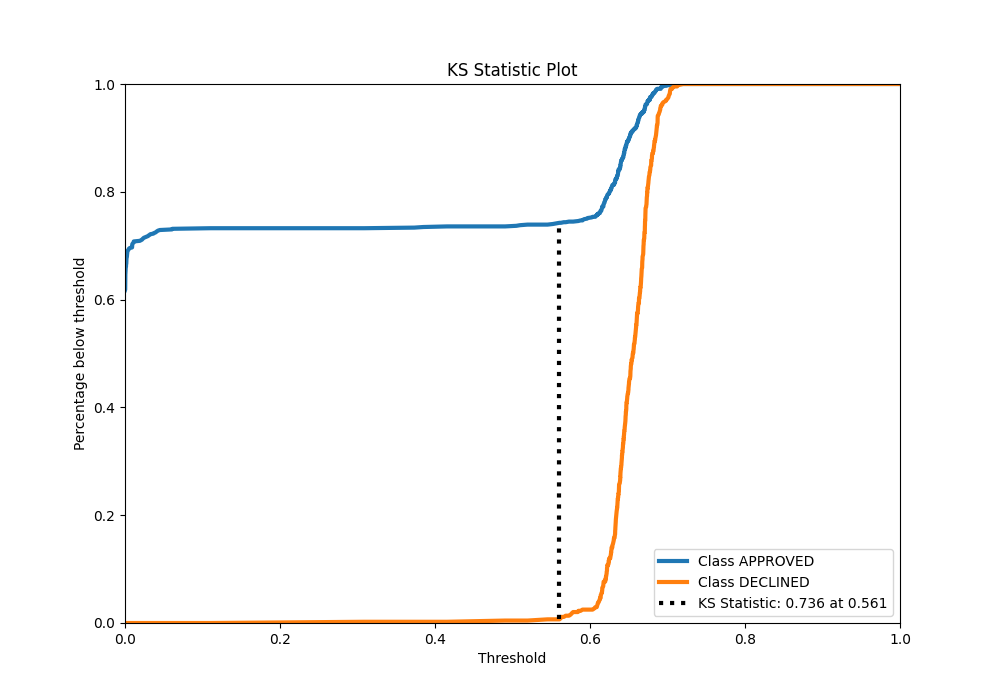 KS Statistic Plot
Percentage below threshold
1.0
0.8
0.6
0.4
0.2
0.0
0.0 0.2 0.4 0.6 0.8 1.0
Threshold
Class APPROVED
Class DECLINED
KS Statistic: 0.736 at 0.561